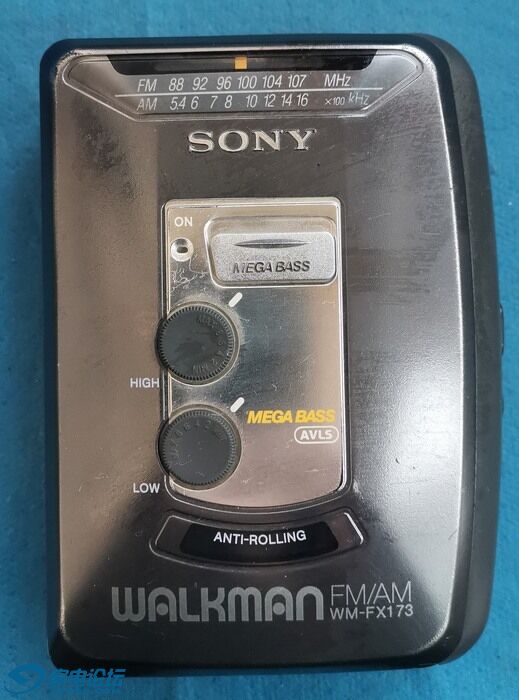 FM 88 92 96 100 104 107 MHz
AM 5.4 6 7 8 10 12 14 16 ×100 kHz
SONY
ON
MEGA BASS
HIGH
MEGA BASS
AVLS
LOW
ANTI-ROLLING
WALKMAN FM/AM
WM-FX173